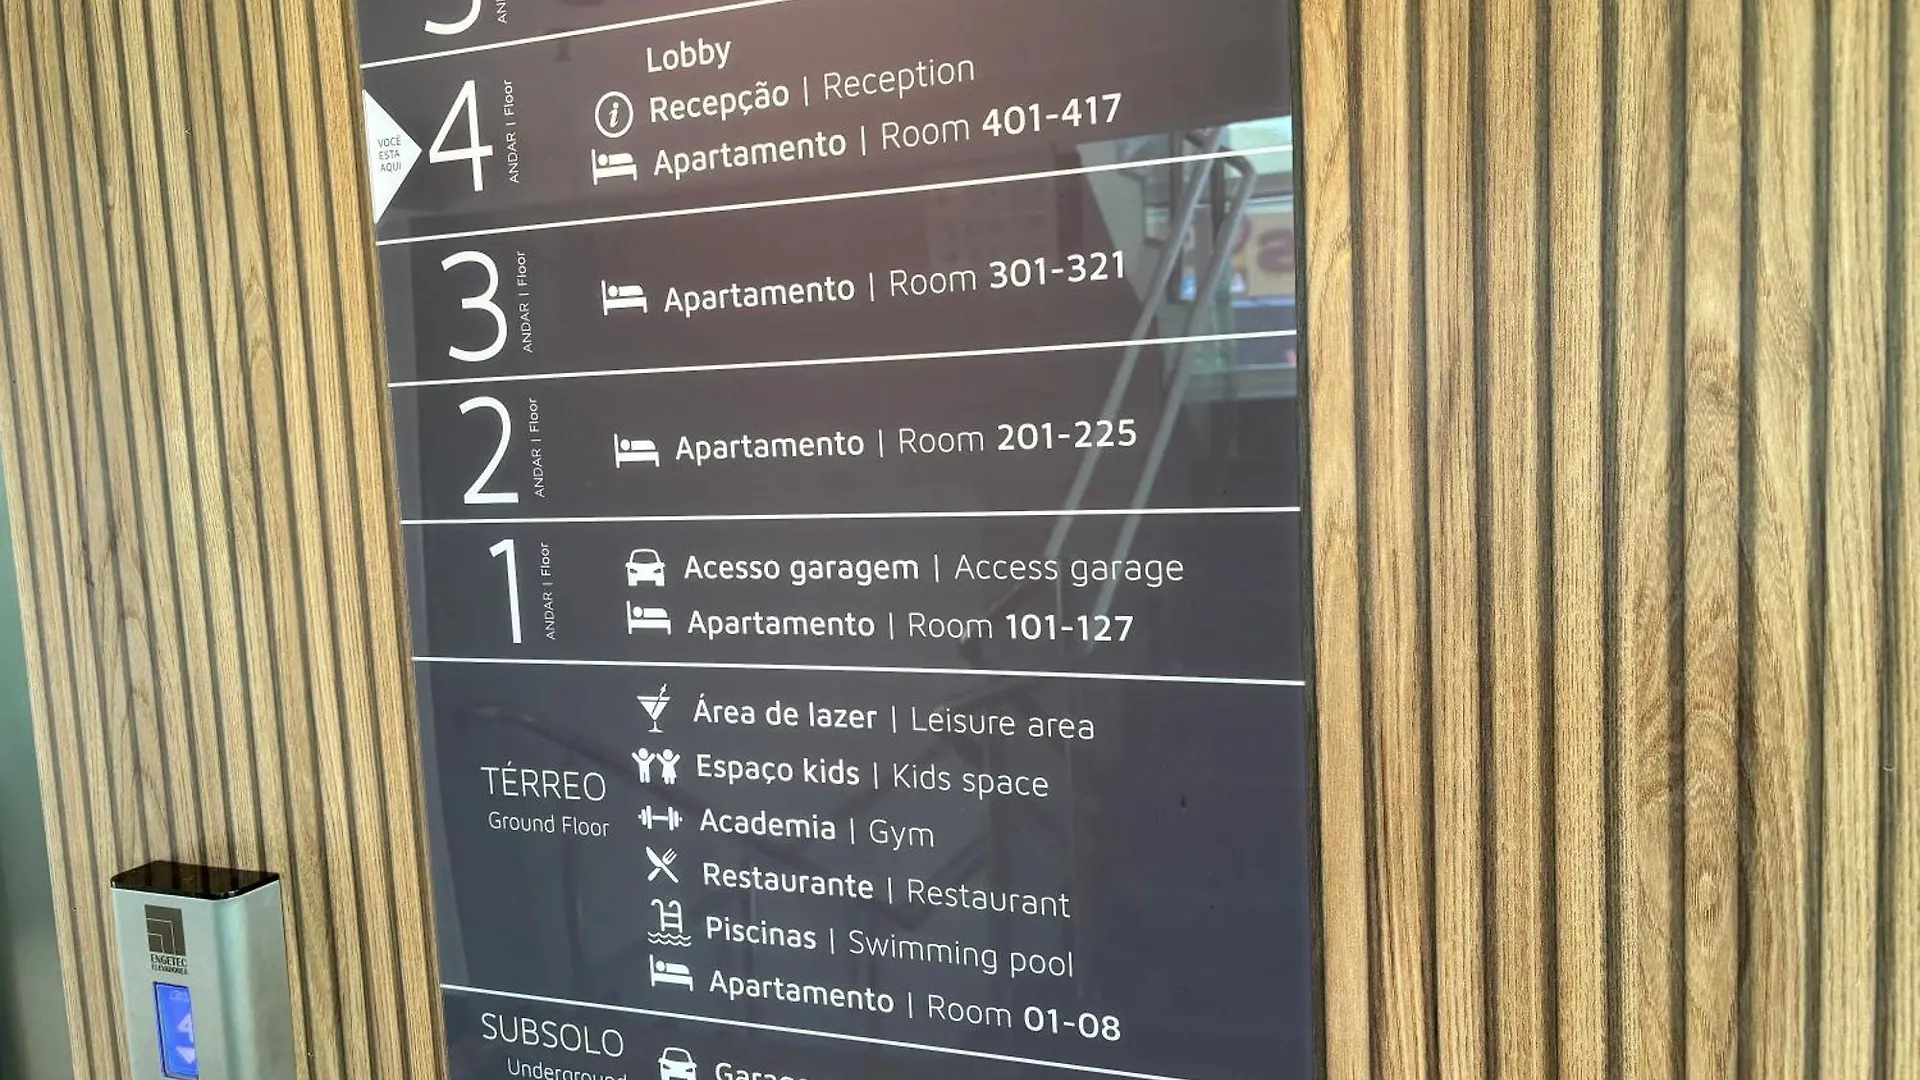 5
Lobby
Recepção | Reception
Apartamento | Room 401-417
VOCÊ
ESTÁ
AQUI
4
ANDAR | Floor
3
ANDAR | Floor
Apartamento | Room 301-321
2
ANDAR | Floor
Apartamento | Room 201-225
1
ANDAR | Floor
Acesso garagem | Access garage
Apartamento | Room 101-127
TÉRREO
Ground Floor
Área de lazer | Leisure area
Espaço kids | Kids space
Academia | Gym
Restaurante | Restaurant
Piscinas | Swimming pool
Apartamento | Room 01-08
SUBSOLO
Underground
ENGETEC
ELEVADORES
4